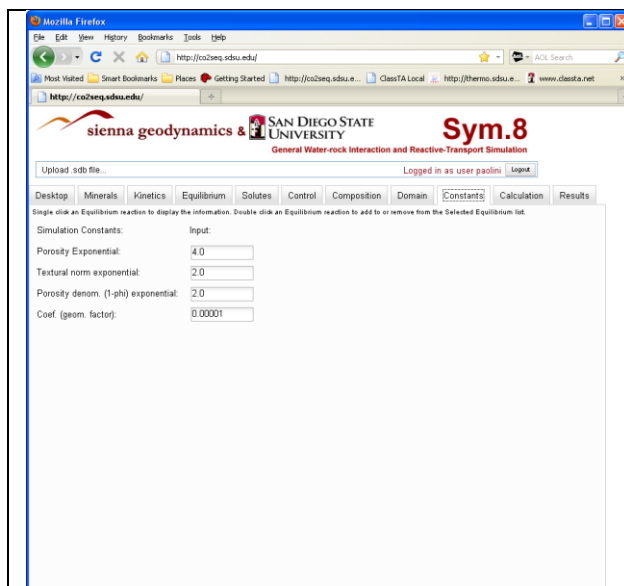 Mozilla Firefox
File Edit View History Bookmarks Tools Help
http://co2seq.sdsu.edu/ AOL Search
Most Visited Smart Bookmarks Places Getting Started http://co2seq.sdsu.e... ClassTA Local http://thermo.sdsu.e... www.classta.net »
http://co2seq.sdsu.edu/ +
sienna geodynamics & SAN DIEGO STATE UNIVERSITY Sym.8
General Water-rock Interaction and Reactive-Transport Simulation
Upload .sdb file... Logged in as user paolini Logout
Desktop Minerals Kinetics Equilibrium Solutes Control Composition Domain Constants Calculation Results
Single click an Equilibrium reaction to display the information. Double click an Equilibrium reaction to add to or remove from the Selected Equilibrium list.
Simulation Constants: Input:
Porosity Exponential: 4.0
Textural norm exponential: 2.0
Porosity denom. (1-phi) exponential: 2.0
Coef. (geom. factor): 0.00001